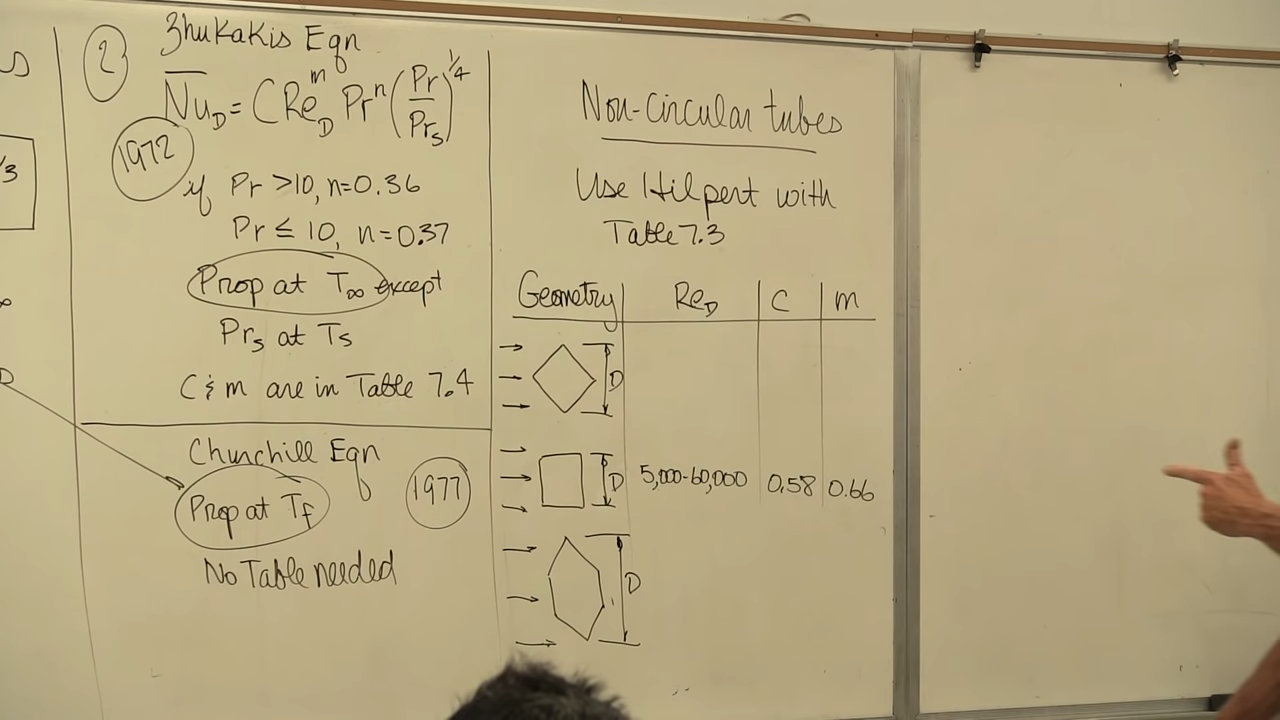 S
/3
∞
D
2
Zhukakis Eqn
N̅u̅_D = C Re_D^m Pr^n (Pr/Pr_s)^1/4
1972
if Pr >10, n=0.36
Pr ≤ 10, n=0.37
Prop at T∞ except
Pr_s at T_s
C & m are in Table 7.4
Churchill Eqn
Prop at T_f
1977
No Table needed
Non-circular tubes
Use Hilpert with
Table 7.3
Geometry Re_D C m
D
D 5,000-60,000 0.58 0.66
D